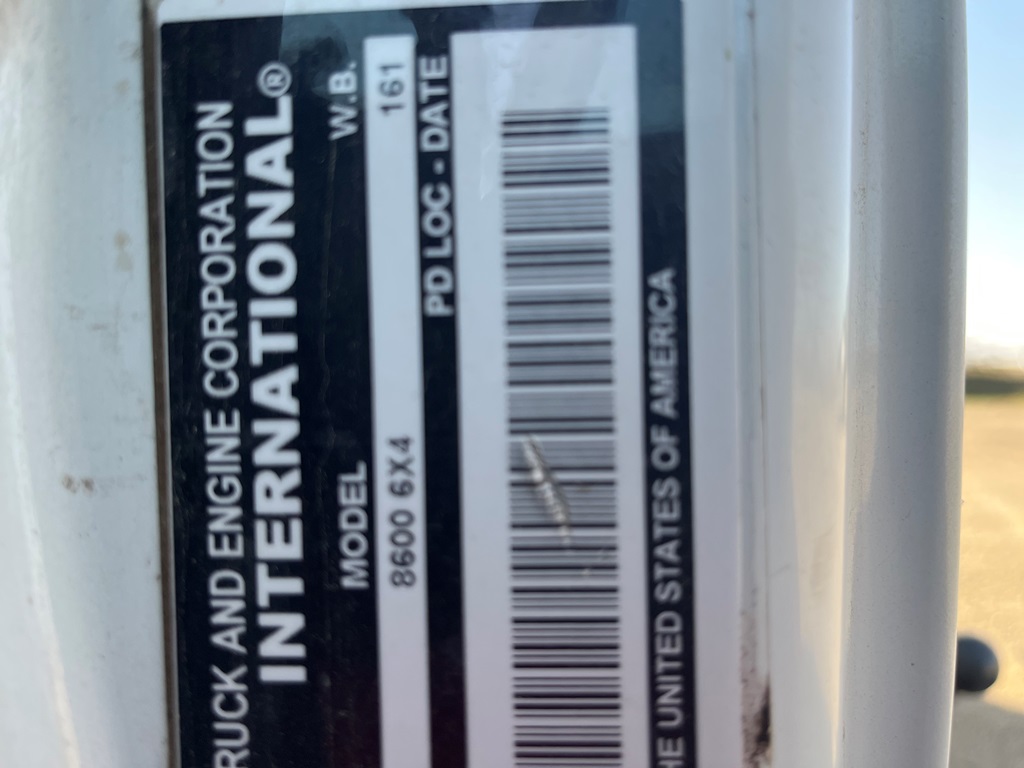 RUCK AND ENGINE CORPORATION
INTERNATIONAL®
MODEL W.B.
8600 6X4 161
PD LOC - DATE
HE UNITED STATES OF AMERICA